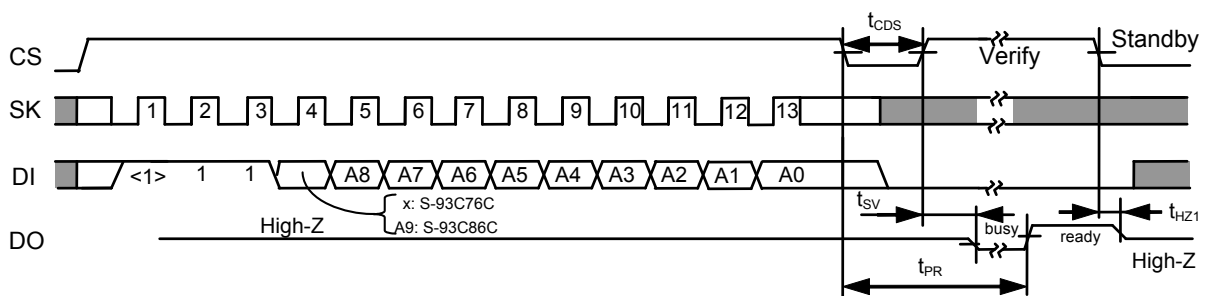 tCDS
CS
Verify
Standby
SK
1 2 3 4 5 6 7 8 9 10 11 12 13
DI
<1> 1 1 A8 A7 A6 A5 A4 A3 A2 A1 A0
x: S-93C76C
A9: S-93C86C
tSV
tHZ1
DO
High-Z
busy
ready
High-Z
tPR